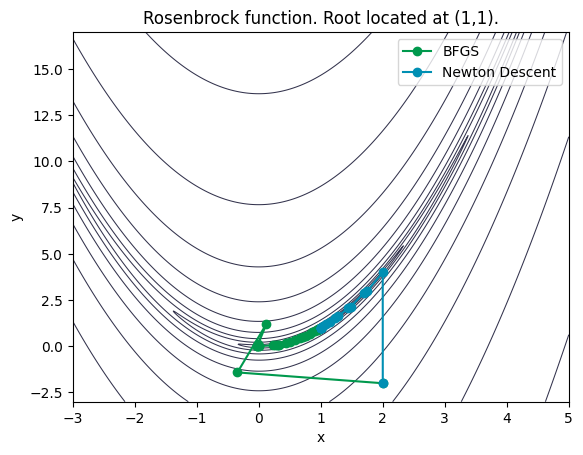 Rosenbrock function. Root located at (1,1).
BFGS
Newton Descent
15.0
12.5
10.0
7.5
5.0
2.5
0.0
−2.5
y
−3 −2 −1 0 1 2 3 4 5
x